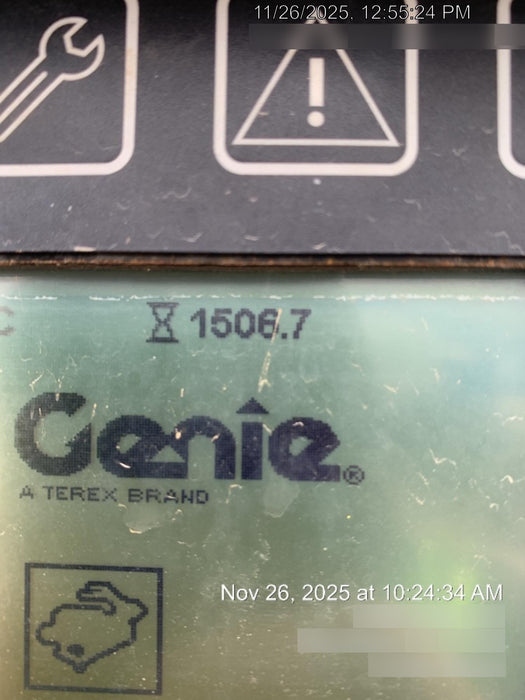 11/26/2025, 12:55:24 PM
1506.7
Genie®
A TEREX BRAND
Nov 26, 2025 at 10:24:34 AM